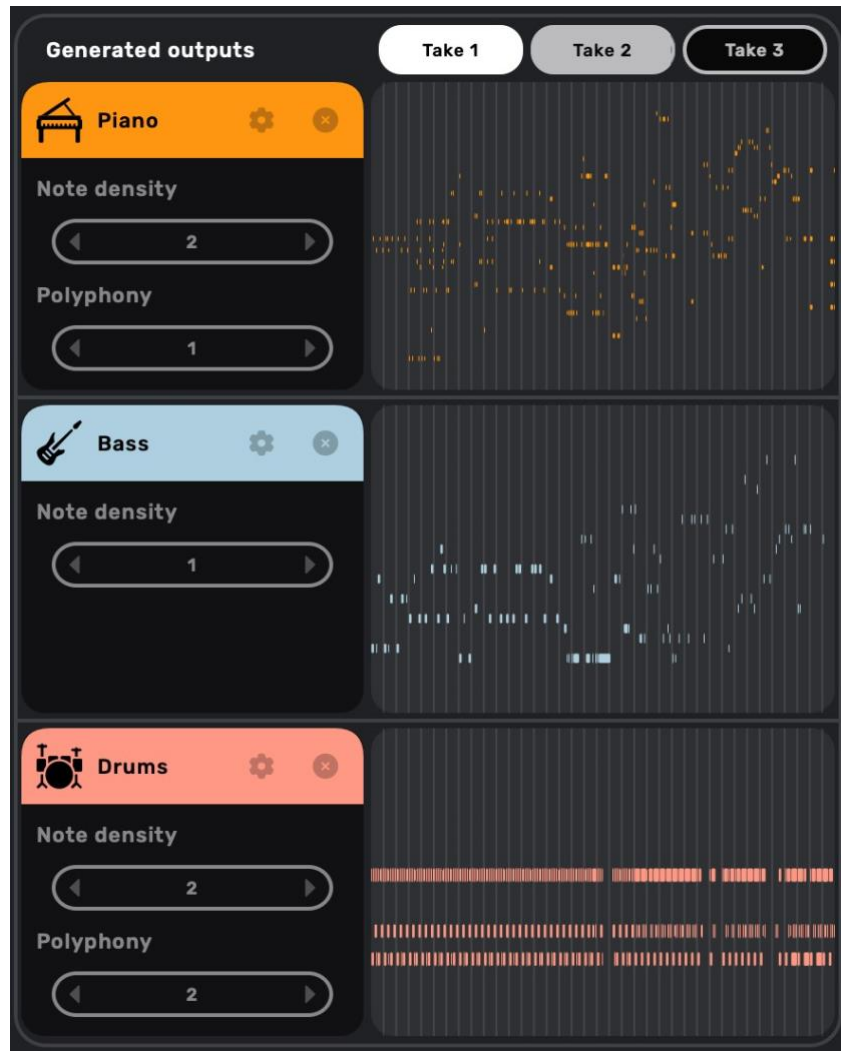 Generated outputs
Take 1
Take 2
Take 3
Piano
Note density
2
Polyphony
1
Bass
Note density
1
Drums
Note density
2
Polyphony
2